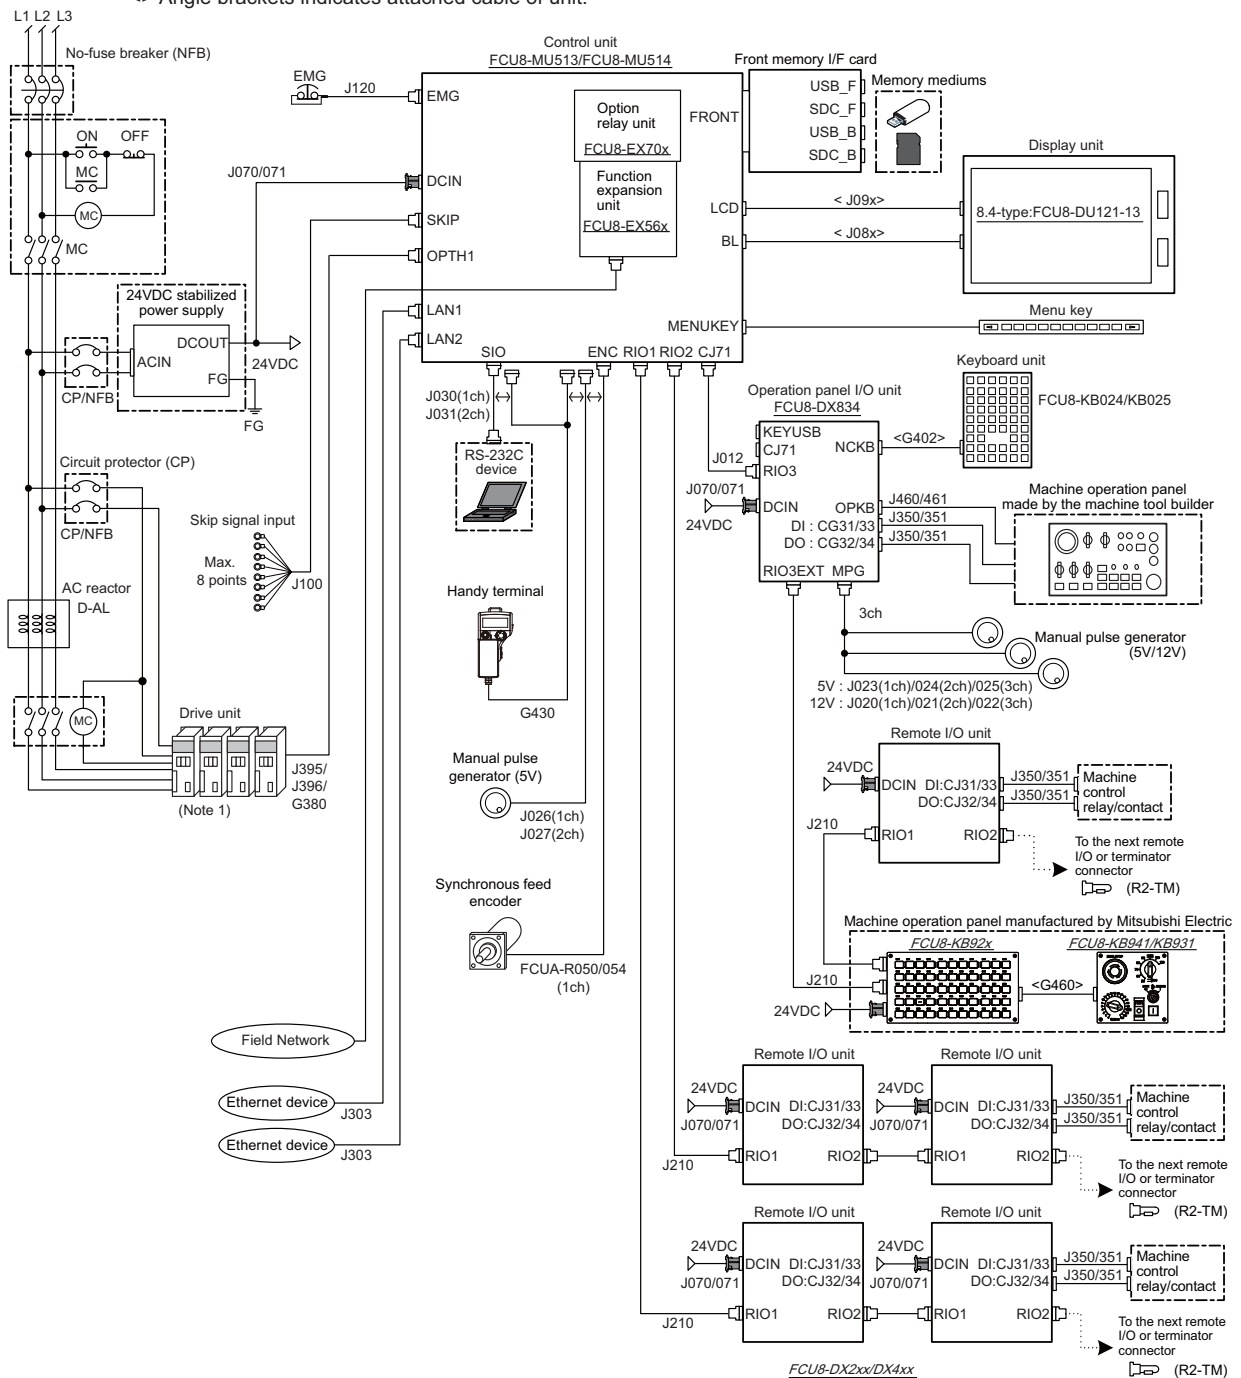 <> Angle brackets indicates attached cable of unit.
L1 L2 L3
No-fuse breaker (NFB)
ON OFF
MC
MC
MC
24VDC stabilized
power supply
DCOUT
ACIN
FG
24VDC
FG
CP/NFB
Circuit protector (CP)
CP/NFB
AC reactor
D-AL
MC
Drive unit
(Note 1)
J395/
J396/
G380
Skip signal input
Max.
8 points
J100
EMG
J120
J070/071
Control unit
FCU8-MU513/FCU8-MU514
EMG
DCIN
SKIP
OPTH1
LAN1
LAN2
SIO
ENC RIO1 RIO2 CJ71
Option
relay unit
FCU8-EX70x
Function
expansion
unit
FCU8-EX56x
FRONT
LCD
BL
MENUKEY
Front memory I/F card
USB_F
SDC_F
USB_B
SDC_B
Memory mediums
Display unit
8.4-type:FCU8-DU121-13
< J09x>
< J08x>
Menu key
Keyboard unit
FCU8-KB024/KB025
J030(1ch)
J031(2ch)
RS-232C
device
Handy terminal
G430
Manual pulse
generator (5V)
J026(1ch)
J027(2ch)
Synchronous feed
encoder
FCUA-R050/054
(1ch)
Field Network
Ethernet device
J303
Ethernet device
J303
Operation panel I/O unit
FCU8-DX834
KEYUSB
CJ71
RIO3
DCIN
NCKB
OPKB
DI : CG31/33
DO : CG32/34
RIO3EXT MPG
J012
J070/071
24VDC
<G402>
J460/461
J350/351
J350/351
Machine operation panel
made by the machine tool builder
3ch
Manual pulse generator
(5V/12V)
5V : J023(1ch)/024(2ch)/025(3ch)
12V : J020(1ch)/021(2ch)/022(3ch)
Remote I/O unit
24VDC
DCIN DI:CJ31/33
DO:CJ32/34
RIO1 RIO2
J210
J350/351
J350/351
Machine
control
relay/contact
To the next remote
I/O or terminator
connector
(R2-TM)
Machine operation panel manufactured by Mitsubishi Electric
FCU8-KB92x
FCU8-KB941/KB931
J210
<G460>
24VDC
Remote I/O unit
Remote I/O unit
24VDC
J070/071
DCIN DI:CJ31/33
DO:CJ32/34
RIO1 RIO2
J210
24VDC
J070/071
DCIN DI:CJ31/33
DO:CJ32/34
RIO1 RIO2
J350/351
J350/351
Machine
control
relay/contact
To the next remote
I/O or terminator
connector
(R2-TM)
Remote I/O unit
Remote I/O unit
24VDC
J070/071
DCIN DI:CJ31/33
DO:CJ32/34
RIO1 RIO2
J210
24VDC
J070/071
DCIN DI:CJ31/33
DO:CJ32/34
RIO1 RIO2
J350/351
J350/351
Machine
control
relay/contact
To the next remote
I/O or terminator
connector
(R2-TM)
FCU8-DX2xx/DX4xx